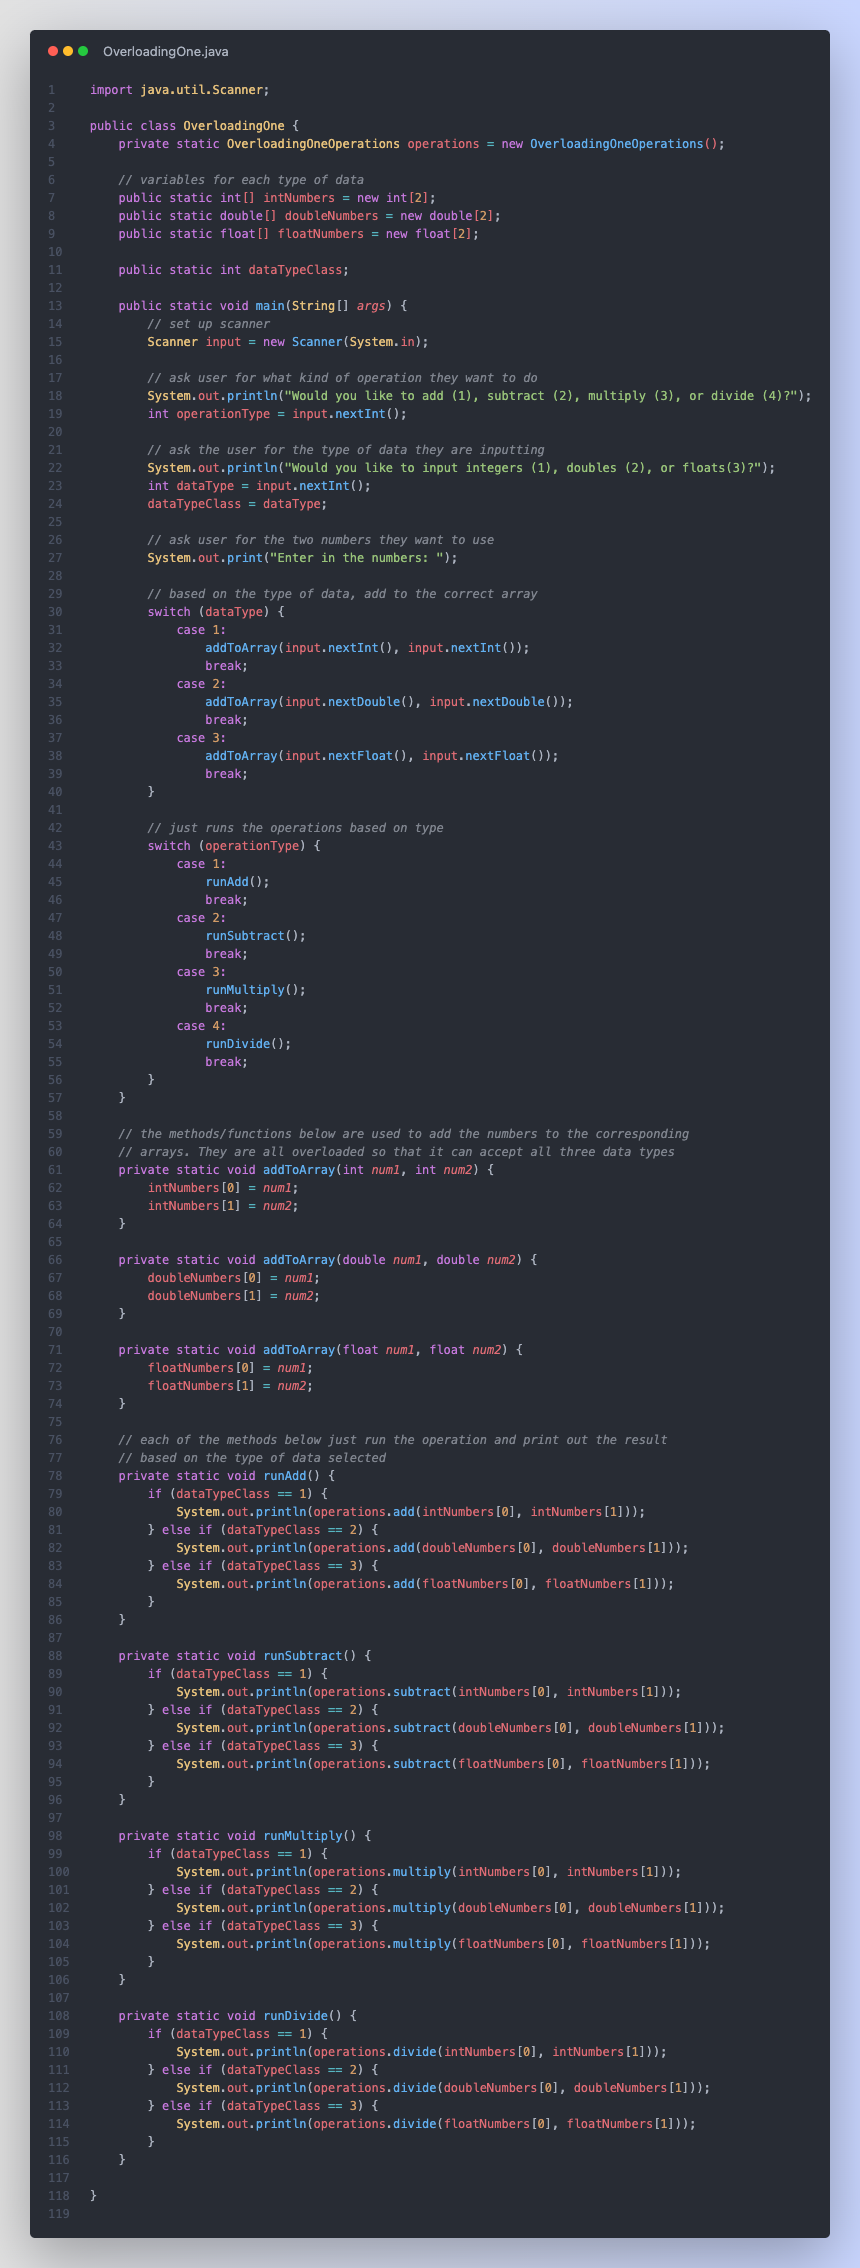 OverloadingOne.java
1 import java.util.Scanner;
2
3 public class OverloadingOne {
4     private static OverloadingOneOperations operations = new OverloadingOneOperations();
5
6     // variables for each type of data
7     public static int[] intNumbers = new int[2];
8     public static double[] doubleNumbers = new double[2];
9     public static float[] floatNumbers = new float[2];
10
11     public static int dataTypeClass;
12
13     public static void main(String[] args) {
14         // set up scanner
15         Scanner input = new Scanner(System.in);
16
17         // ask user for what kind of operation they want to do
18         System.out.println("Would you like to add (1), subtract (2), multiply (3), or divide (4)?");
19         int operationType = input.nextInt();
20
21         // ask the user for the type of data they are inputting
22         System.out.println("Would you like to input integers (1), doubles (2), or floats(3)?");
23         int dataType = input.nextInt();
24         dataTypeClass = dataType;
25
26         // ask user for the two numbers they want to use
27         System.out.print("Enter in the numbers: ");
28
29         // based on the type of data, add to the correct array
30         switch (dataType) {
31             case 1:
32                 addToArray(input.nextInt(), input.nextInt());
33                 break;
34             case 2:
35                 addToArray(input.nextDouble(), input.nextDouble());
36                 break;
37             case 3:
38                 addToArray(input.nextFloat(), input.nextFloat());
39                 break;
40         }
41
42         // just runs the operations based on type
43         switch (operationType) {
44             case 1:
45                 runAdd();
46                 break;
47             case 2:
48                 runSubtract();
49                 break;
50             case 3:
51                 runMultiply();
52                 break;
53             case 4:
54                 runDivide();
55                 break;
56         }
57     }
58
59     // the methods/functions below are used to add the numbers to the corresponding
60     // arrays. They are all overloaded so that it can accept all three data types
61     private static void addToArray(int num1, int num2) {
62         intNumbers[0] = num1;
63         intNumbers[1] = num2;
64     }
65
66     private static void addToArray(double num1, double num2) {
67         doubleNumbers[0] = num1;
68         doubleNumbers[1] = num2;
69     }
70
71     private static void addToArray(float num1, float num2) {
72         floatNumbers[0] = num1;
73         floatNumbers[1] = num2;
74     }
75
76     // each of the methods below just run the operation and print out the result
77     // based on the type of data selected
78     private static void runAdd() {
79         if (dataTypeClass == 1) {
80             System.out.println(operations.add(intNumbers[0], intNumbers[1]));
81         } else if (dataTypeClass == 2) {
82             System.out.println(operations.add(doubleNumbers[0], doubleNumbers[1]));
83         } else if (dataTypeClass == 3) {
84             System.out.println(operations.add(floatNumbers[0], floatNumbers[1]));
85         }
86     }
87
88     private static void runSubtract() {
89         if (dataTypeClass == 1) {
90             System.out.println(operations.subtract(intNumbers[0], intNumbers[1]));
91         } else if (dataTypeClass == 2) {
92             System.out.println(operations.subtract(doubleNumbers[0], doubleNumbers[1]));
93         } else if (dataTypeClass == 3) {
94             System.out.println(operations.subtract(floatNumbers[0], floatNumbers[1]));
95         }
96     }
97
98     private static void runMultiply() {
99         if (dataTypeClass == 1) {
100             System.out.println(operations.multiply(intNumbers[0], intNumbers[1]));
101         } else if (dataTypeClass == 2) {
102             System.out.println(operations.multiply(doubleNumbers[0], doubleNumbers[1]));
103         } else if (dataTypeClass == 3) {
104             System.out.println(operations.multiply(floatNumbers[0], floatNumbers[1]));
105         }
106     }
107
108     private static void runDivide() {
109         if (dataTypeClass == 1) {
110             System.out.println(operations.divide(intNumbers[0], intNumbers[1]));
111         } else if (dataTypeClass == 2) {
112             System.out.println(operations.divide(doubleNumbers[0], doubleNumbers[1]));
113         } else if (dataTypeClass == 3) {
114             System.out.println(operations.divide(floatNumbers[0], floatNumbers[1]));
115         }
116     }
117
118 }
119